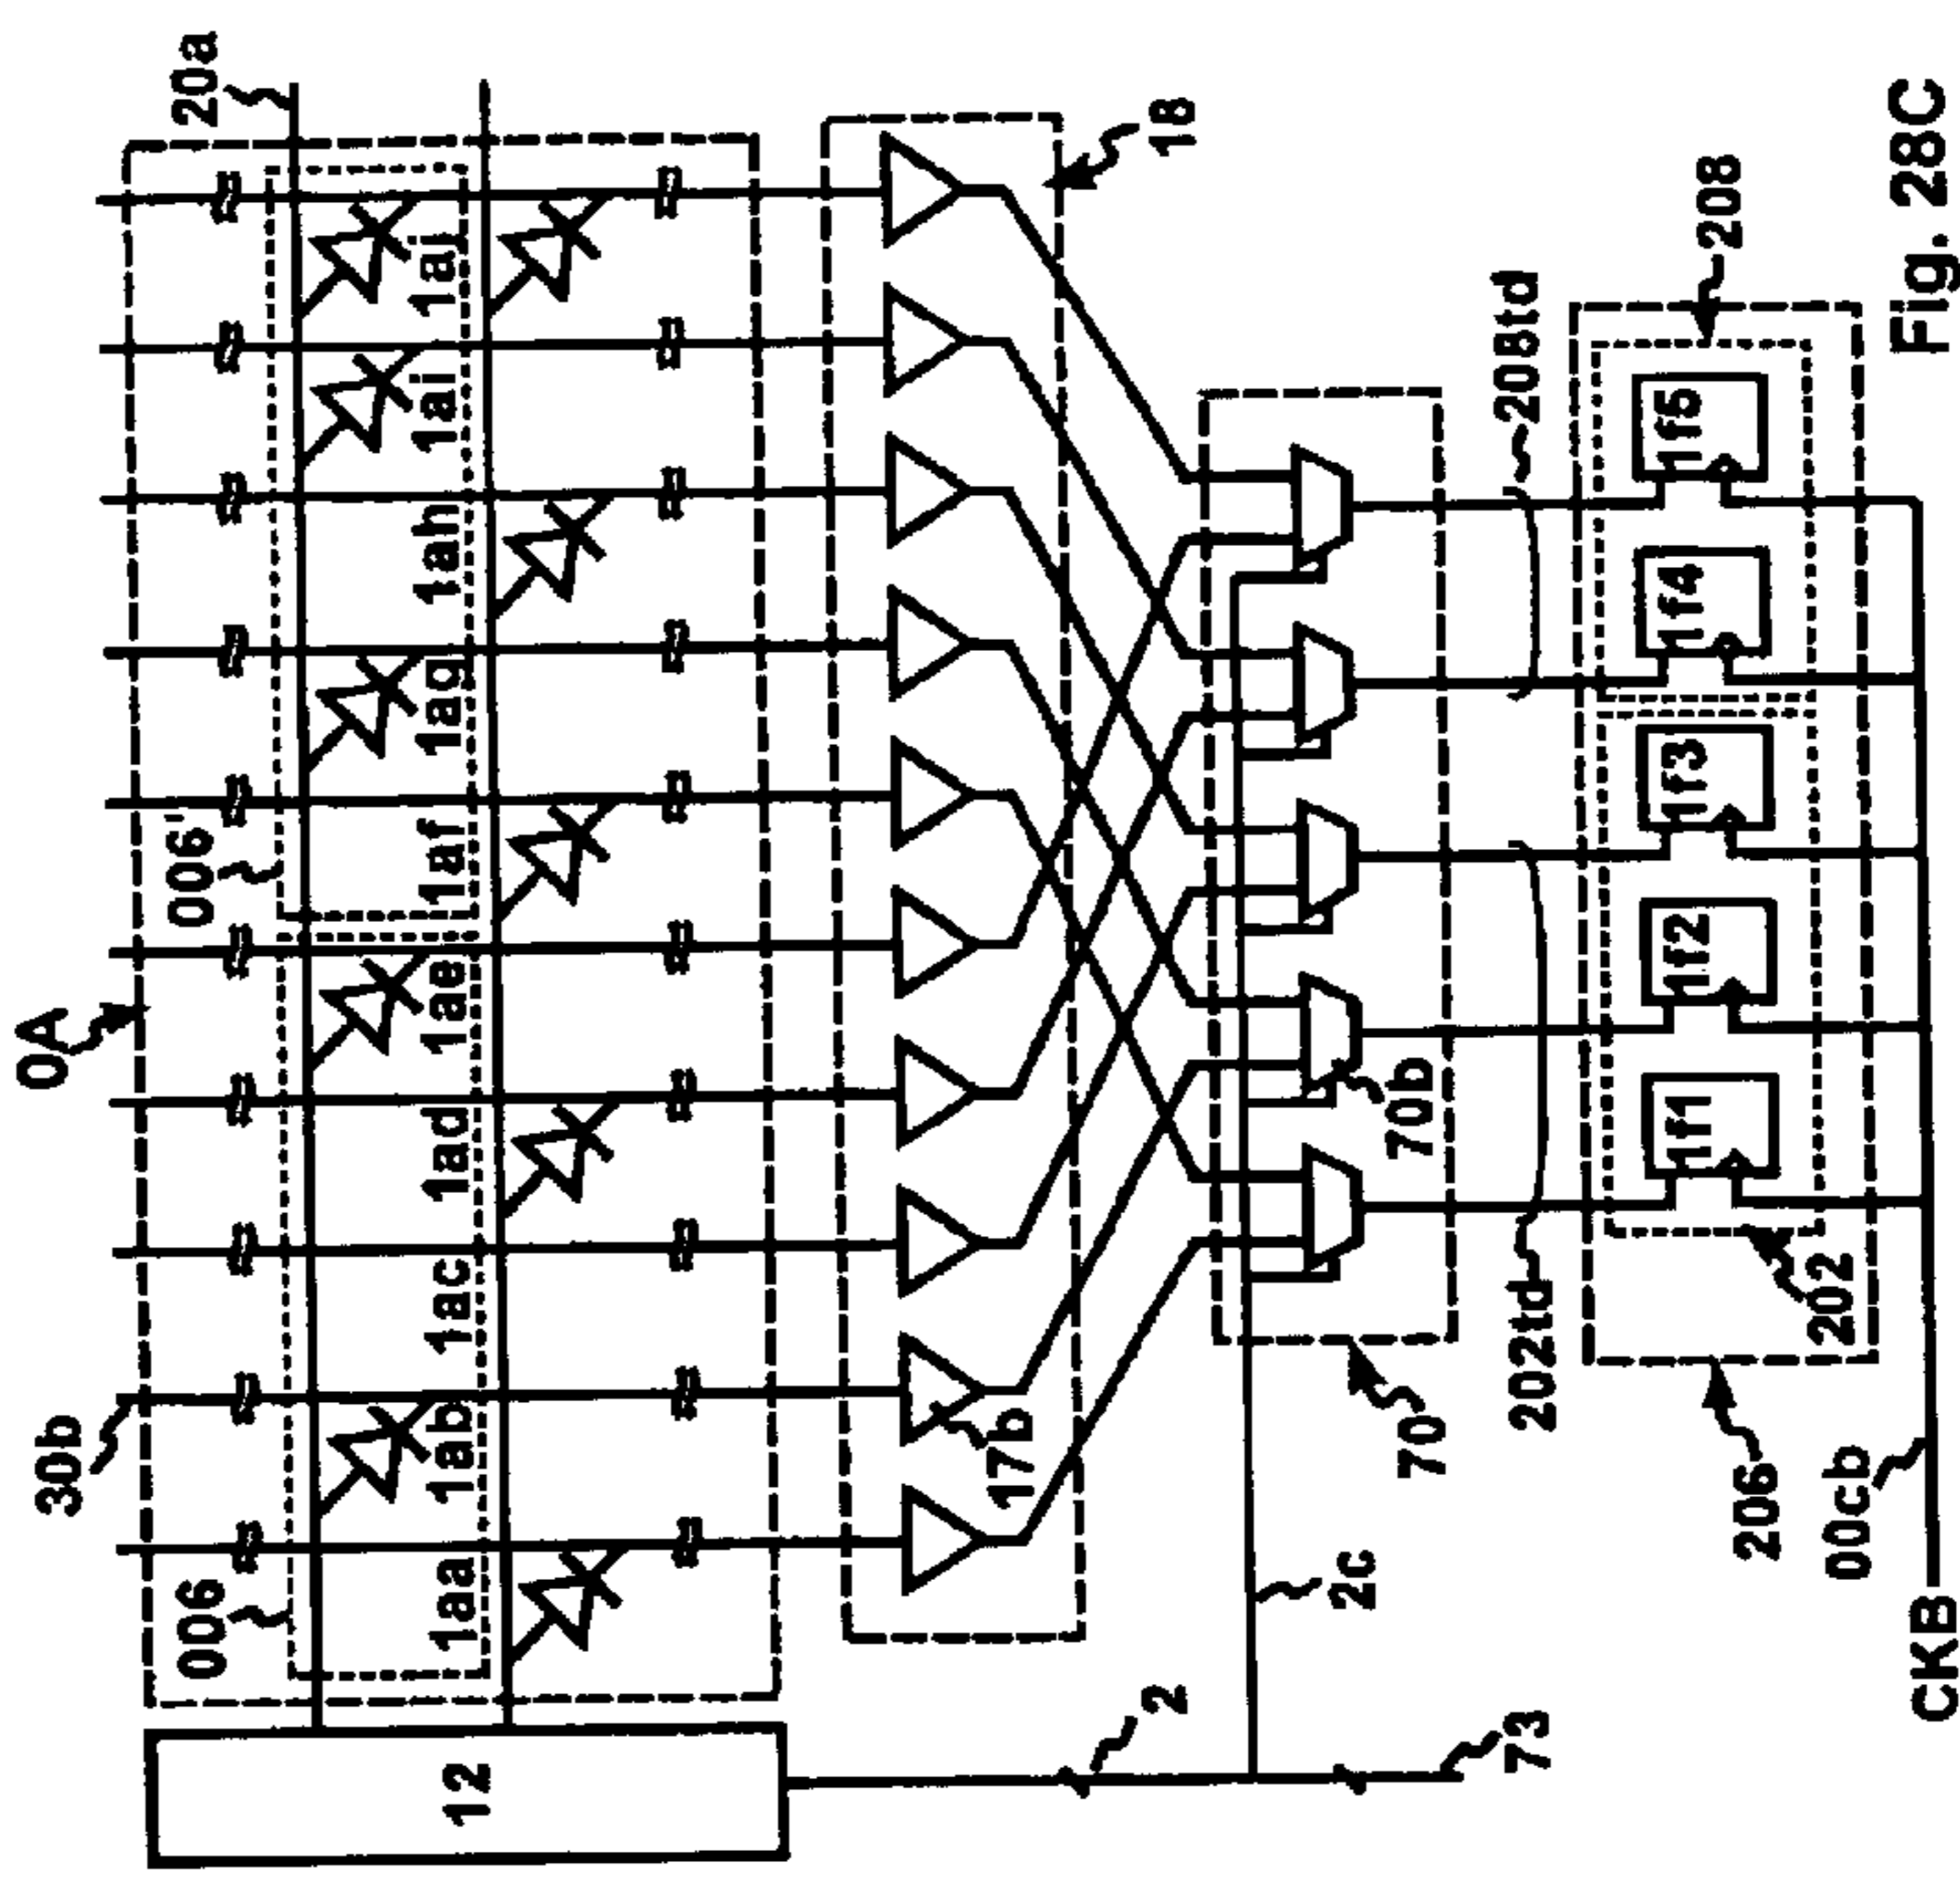 12
0A
006
30b
006'
20a
1aa
1ab
1ac
1ad
1ae
1af
1ag
1ah
1ai
1aj
17b
18
2
2c
73
70
70b
202td
208td
1f1
1f2
1f3
1f4
1f5
206
202
208
CKB
00cb
Fig. 28C